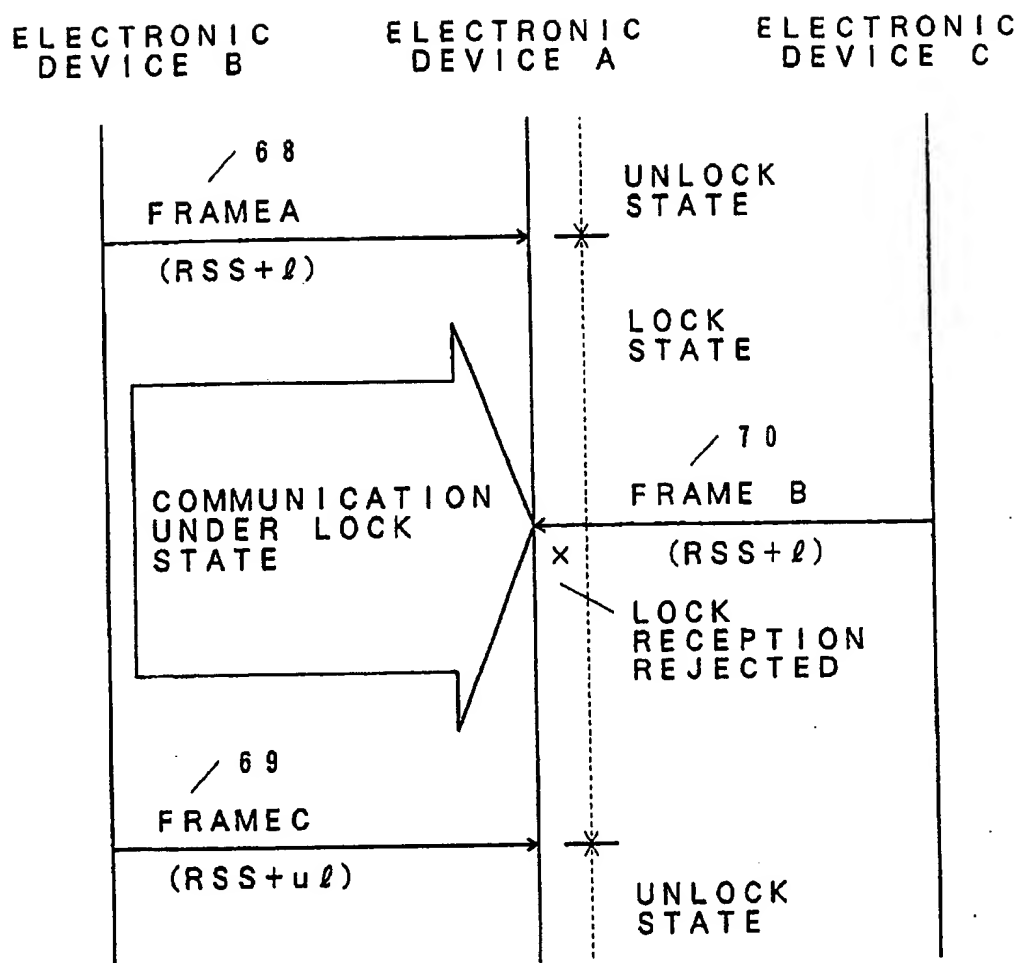 ELECTRONIC
DEVICE B
ELECTRONIC
DEVICE A
ELECTRONIC
DEVICE C
68
FRAMEA
(RSS+ℓ)
UNLOCK
STATE
LOCK
STATE
70
FRAME B
(RSS+ℓ)
COMMUNICATION
UNDER LOCK
STATE
×
LOCK
RECEPTION
REJECTED
69
FRAMEC
(RSS+uℓ)
UNLOCK
STATE